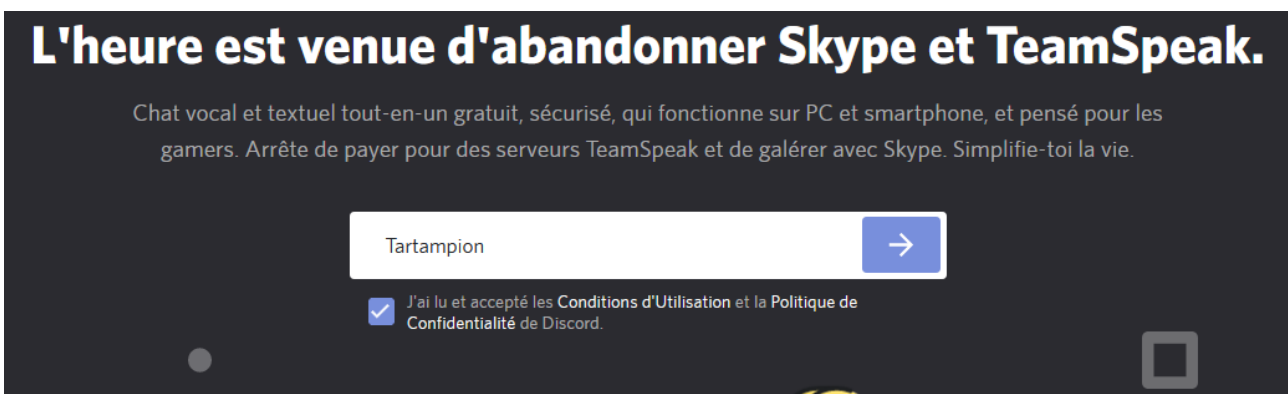 L'heure est venue d'abandonner Skype et TeamSpeak.
Chat vocal et textuel tout-en-un gratuit, sécurisé, qui fonctionne sur PC et smartphone, et pensé pour les
gamers. Arrête de payer pour des serveurs TeamSpeak et de galérer avec Skype. Simplifie-toi la vie.
Tartampion
J'ai lu et accepté les Conditions d'Utilisation et la Politique de
Confidentialité de Discord.